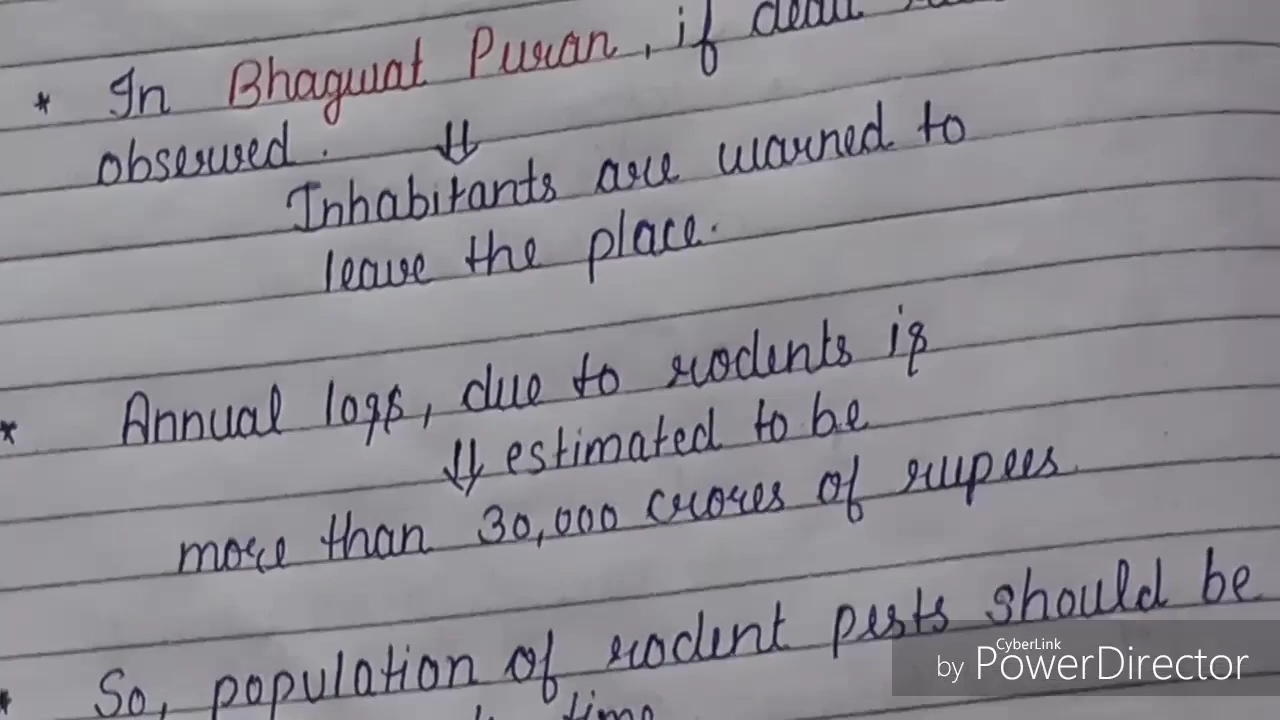 * In Bhagwat Puran, if dead
observed. ⇓
Inhabitants are warned to
leave the place.
* Annual loss, due to rodents is
⇓ estimated to be
more than 30,000 crores of rupees.
* So, population of rodent pests should be
time
CyberLink
by PowerDirector